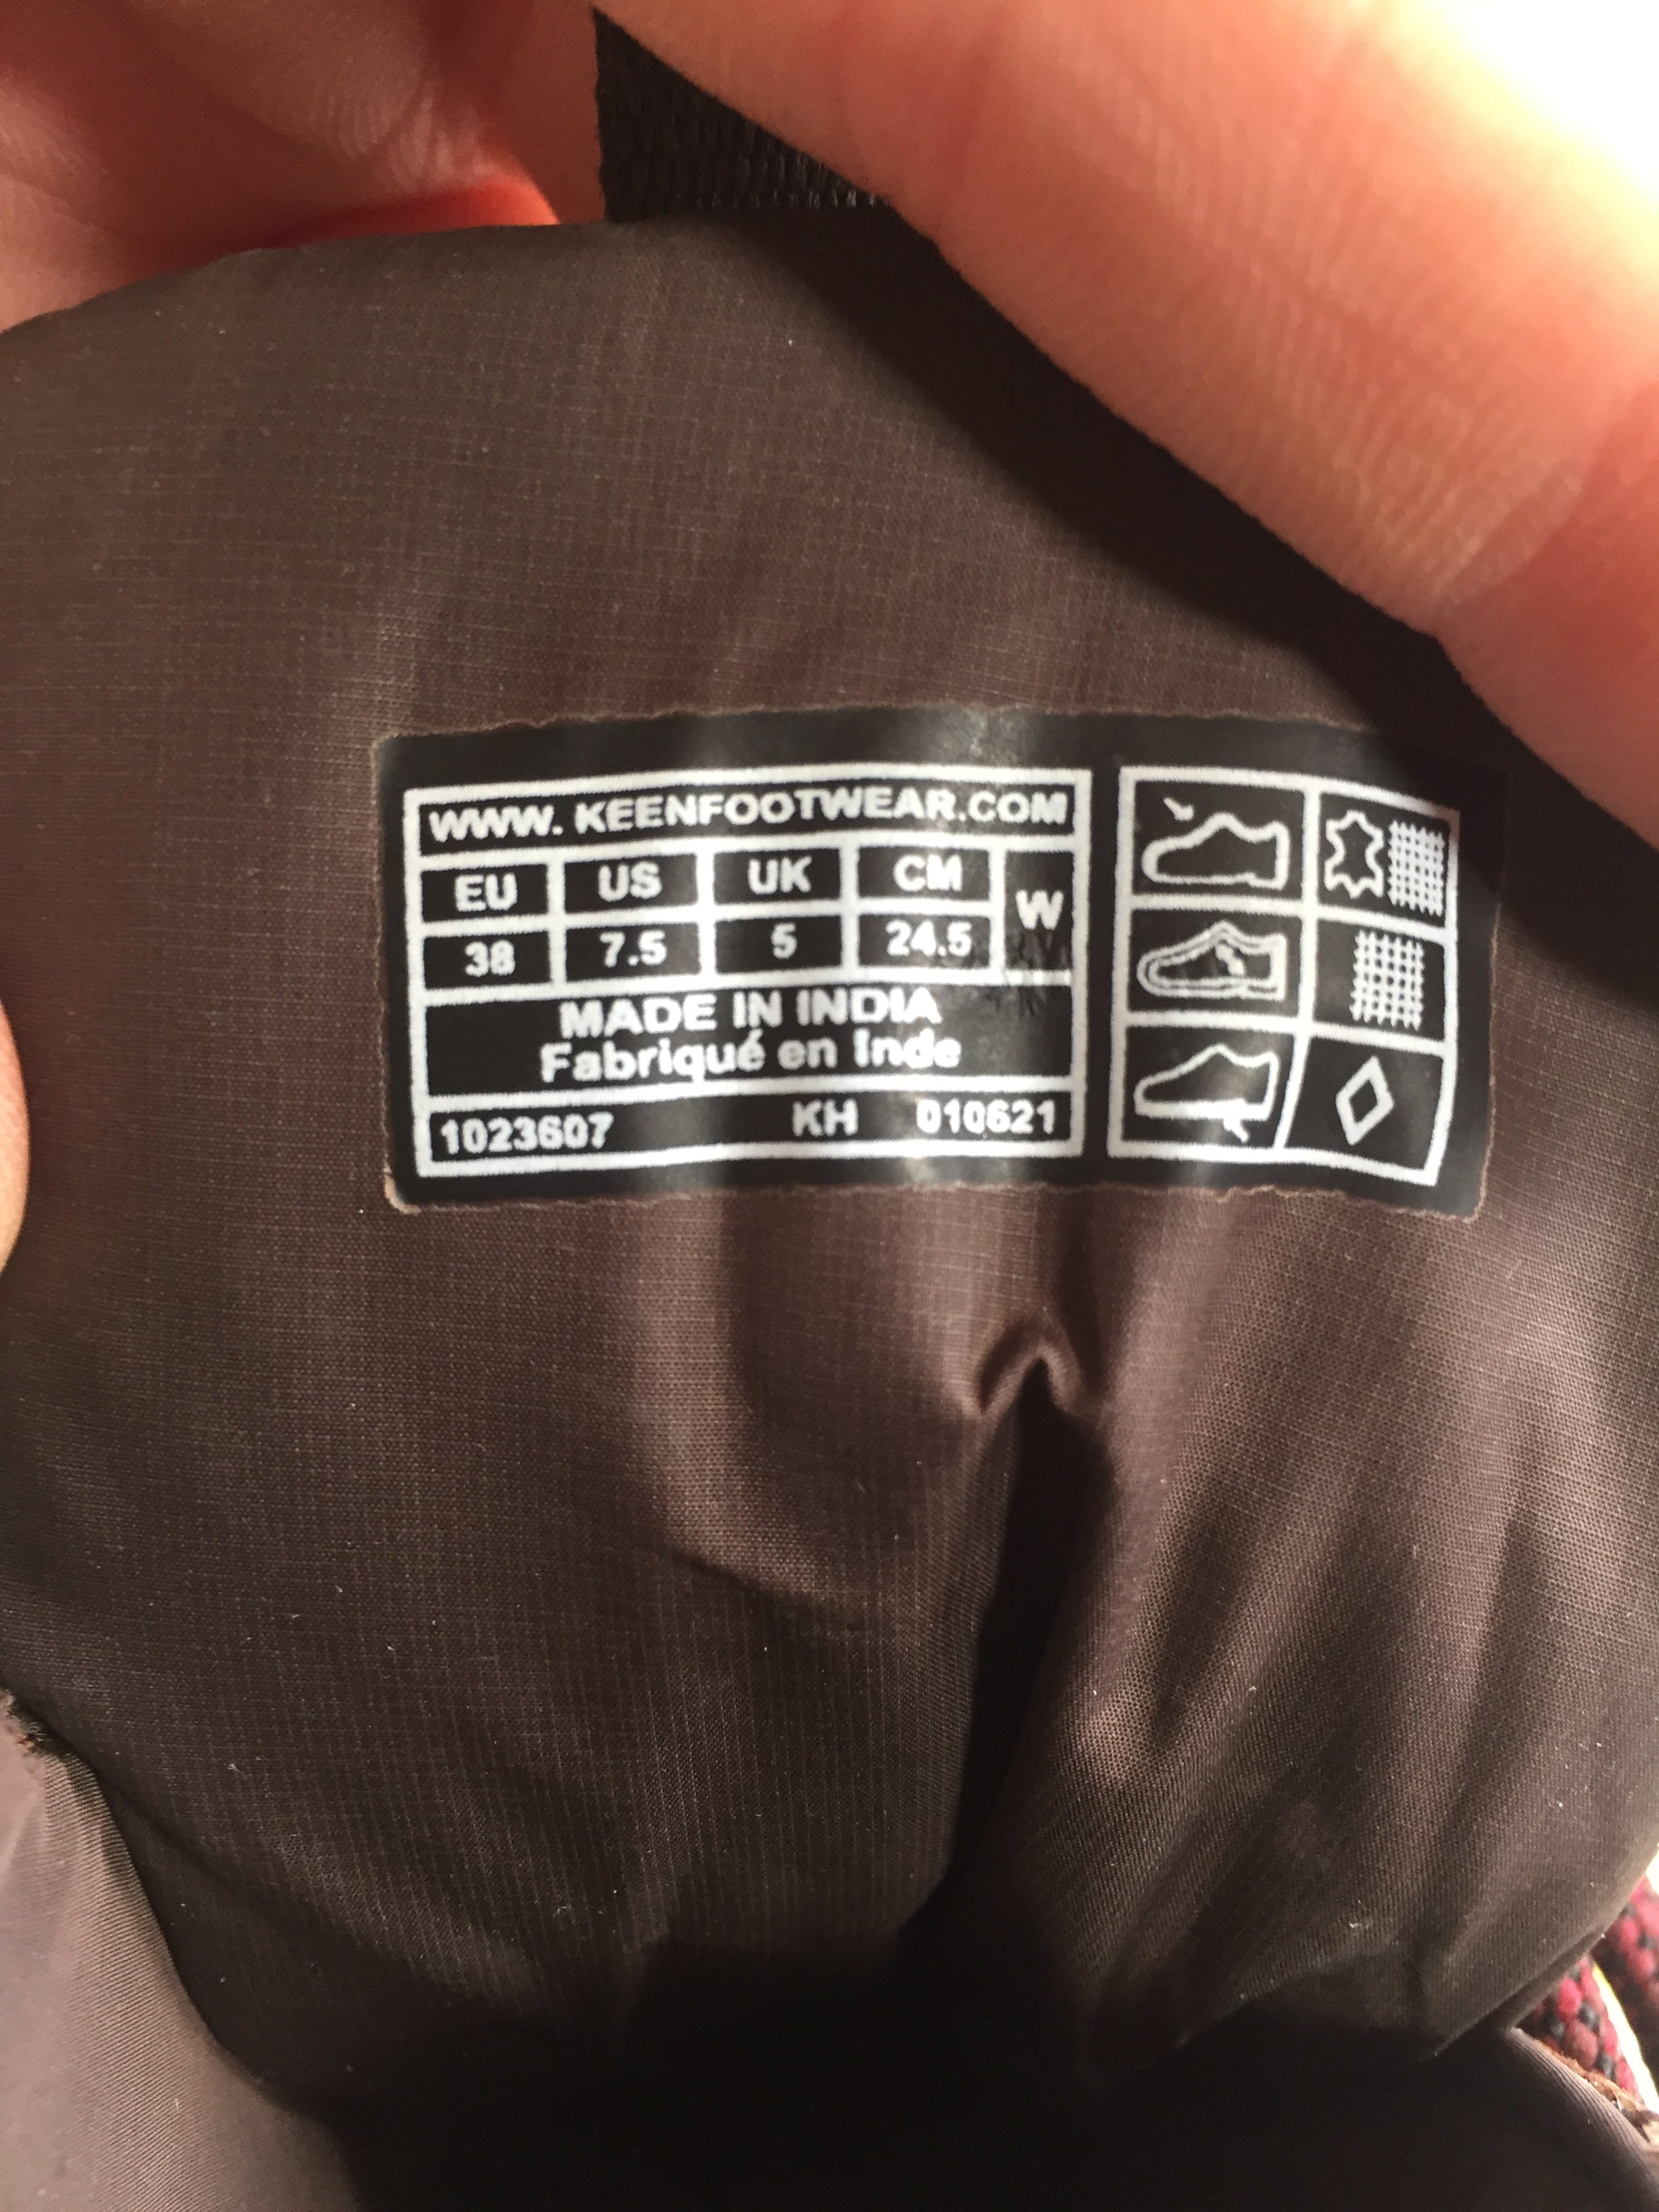 WWW. KEENFOOTWEAR.COM
EU US UK CM W
38 7.5 5 24.5
MADE IN INDIA
Fabriqué en Inde
1023607 KH 010621